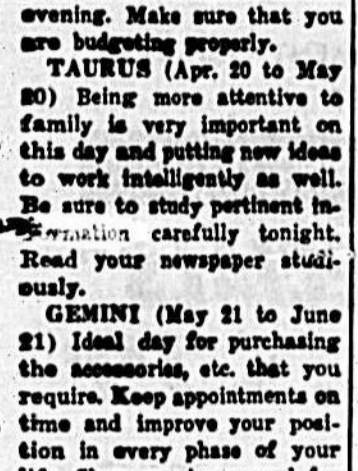 evening. Make sure that you
are budgeting properly.
TAURUS (Apr. 20 to May
20) Being more attentive to
family is very important on
this day and putting new ideas
to work intelligently as well.
Be sure to study pertinent in-
formation carefully tonight.
Read your newspaper studi-
ously.
GEMINI (May 21 to June
21) Ideal day for purchasing
the accessories, etc. that you
require. Keep appointments on
time and improve your posi-
tion in every phase of your